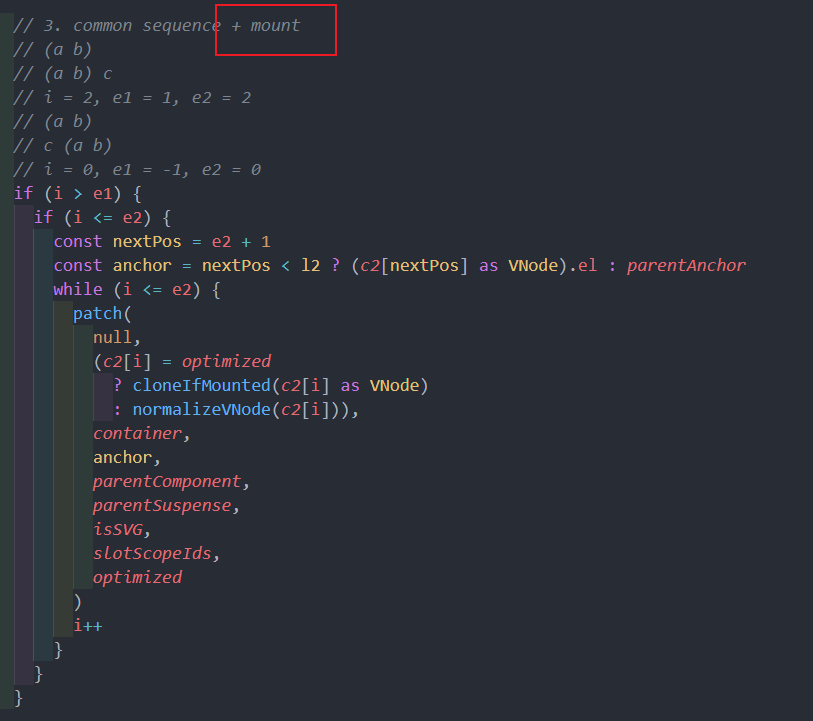 // 3. common sequence + mount
// (a b)
// (a b) c
// i = 2, e1 = 1, e2 = 2
// (a b)
// c (a b)
// i = 0, e1 = -1, e2 = 0
if (i > e1) {
  if (i <= e2) {
    const nextPos = e2 + 1
    const anchor = nextPos < l2 ? (c2[nextPos] as VNode).el : parentAnchor
    while (i <= e2) {
      patch(
        null,
        (c2[i] = optimized
          ? cloneIfMounted(c2[i] as VNode)
          : normalizeVNode(c2[i])),
        container,
        anchor,
        parentComponent,
        parentSuspense,
        isSVG,
        slotScopeIds,
        optimized
      )
      i++
    }
  }
}